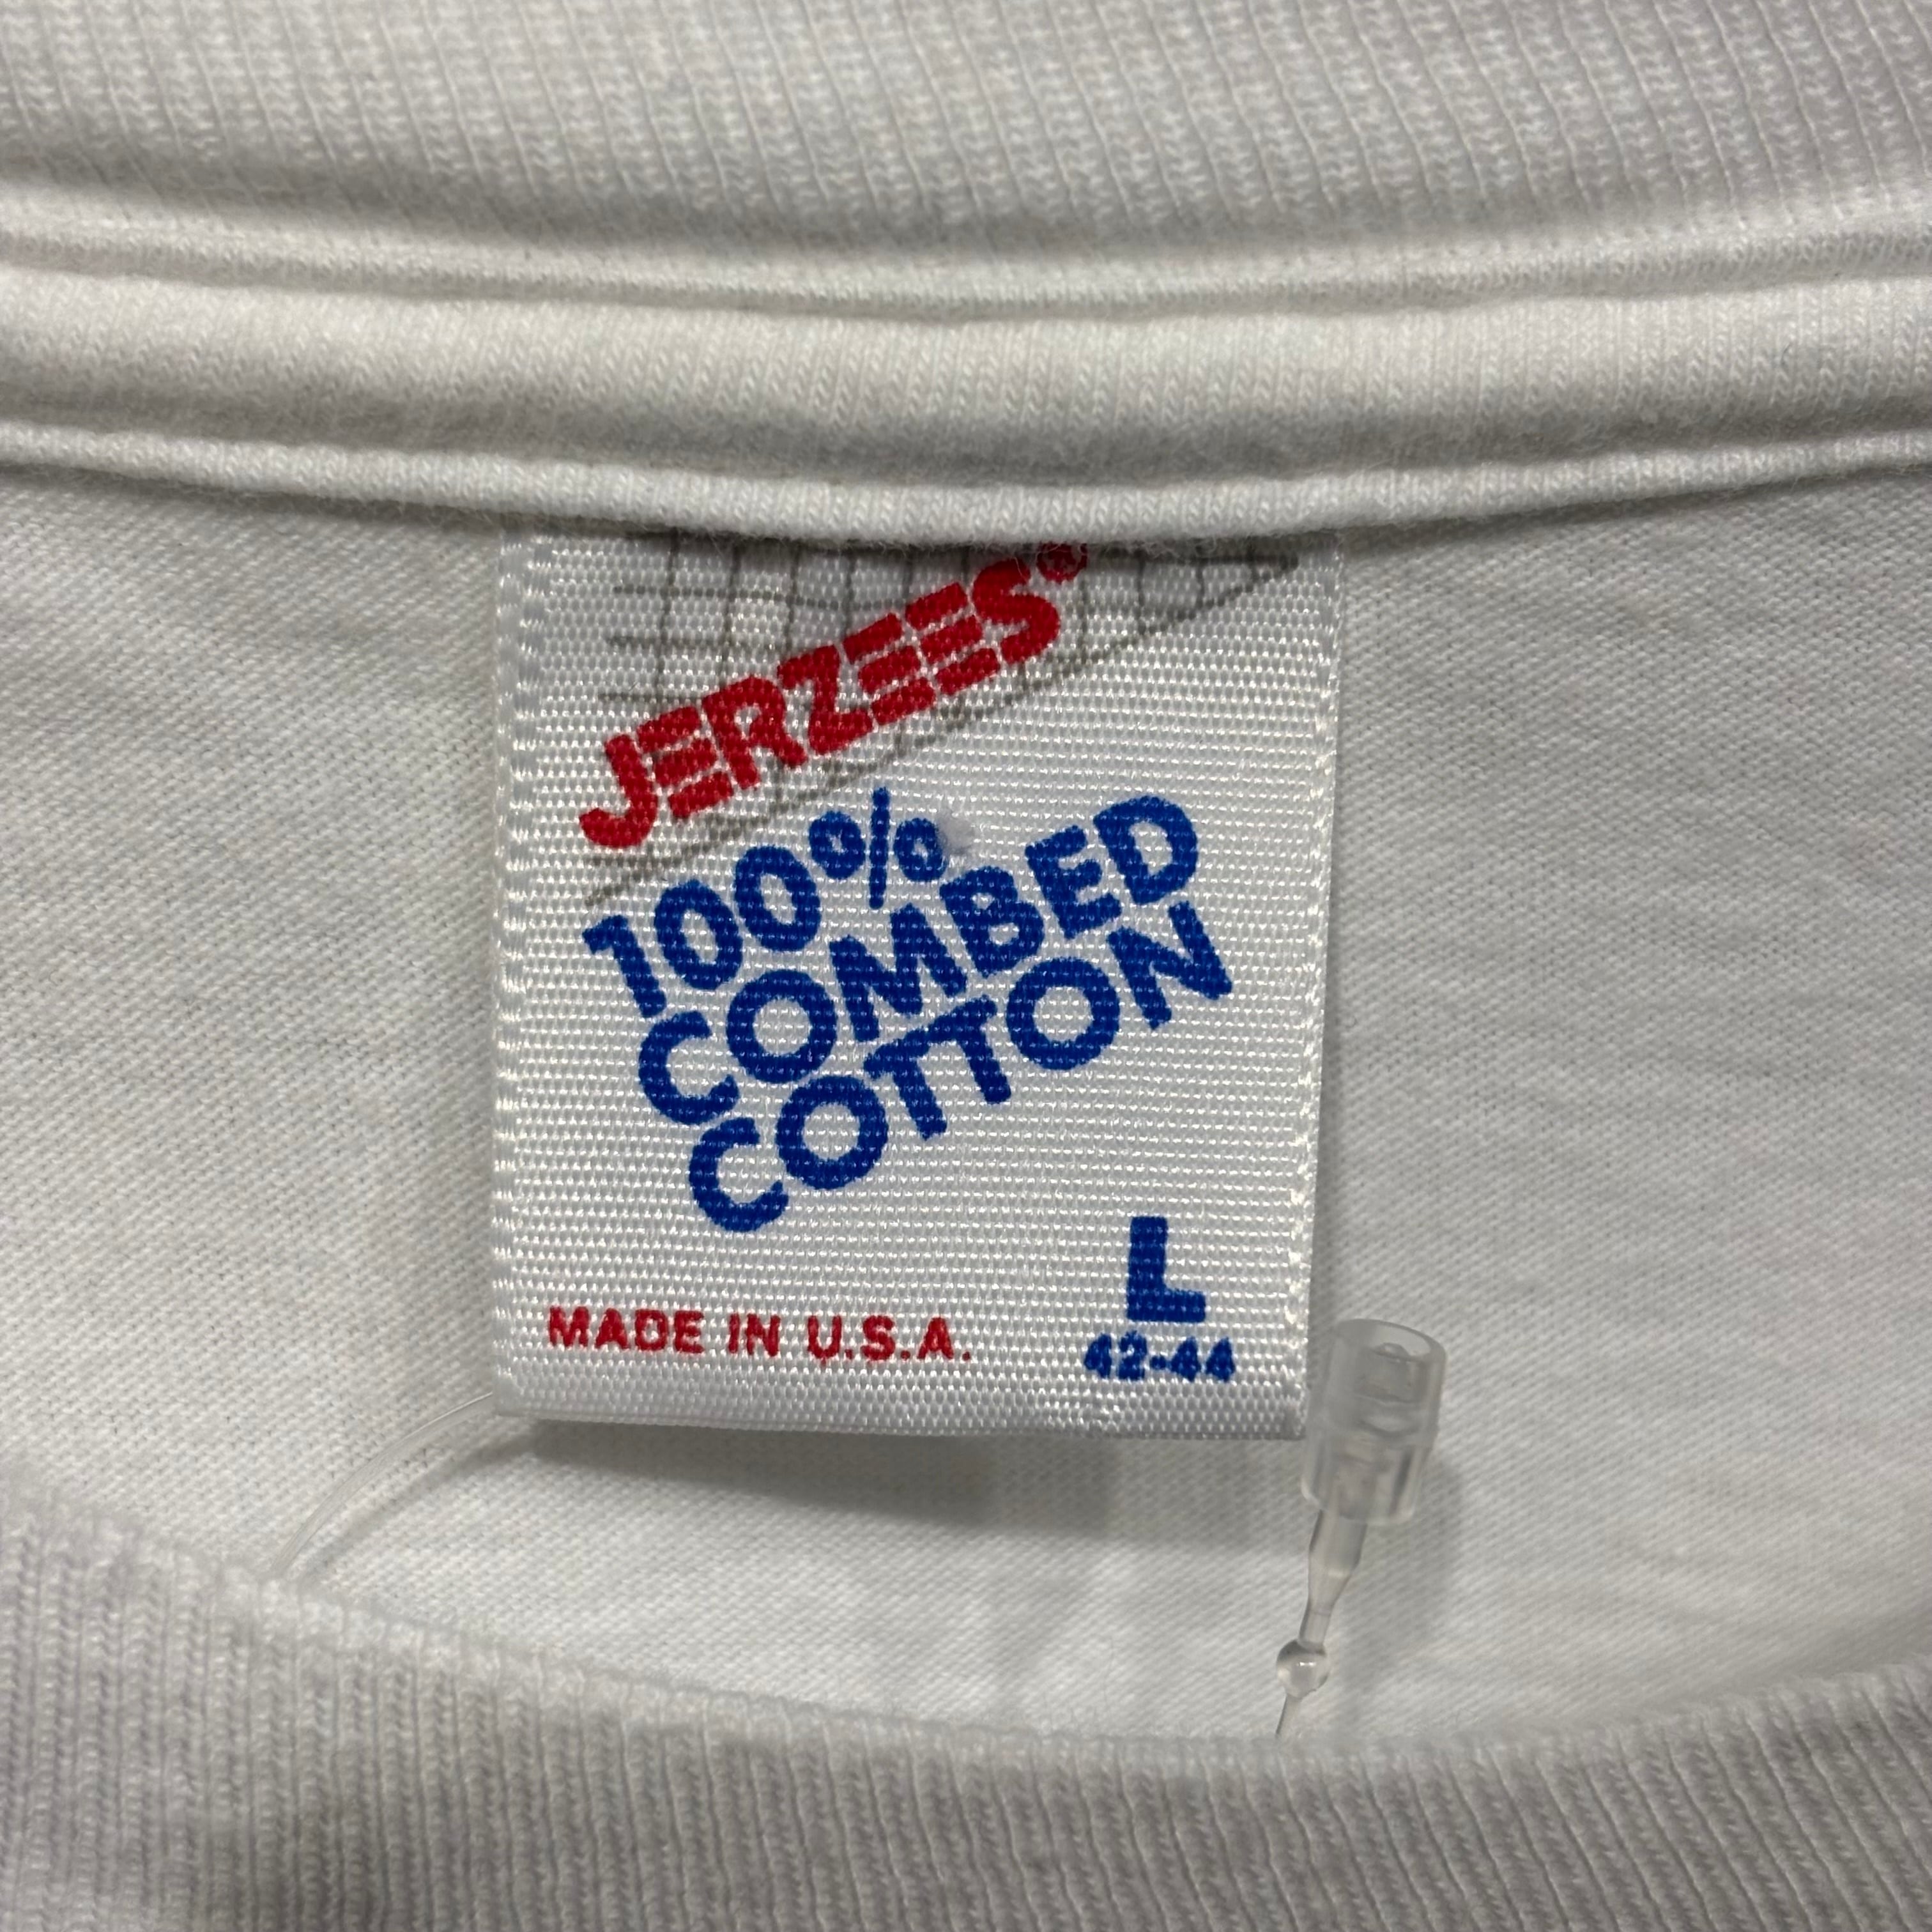 JERZEES®
100%
COMBED
COTTON
L
MADE IN U.S.A.
42-44